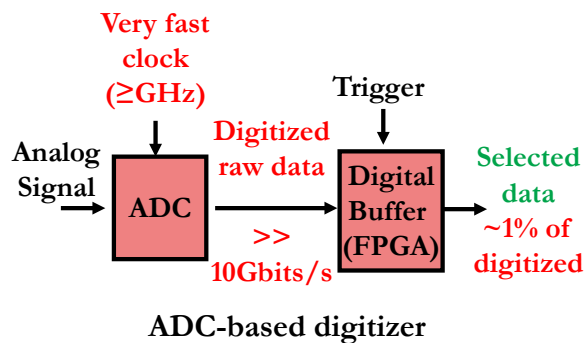 Very fast
clock
(≥GHz)
Analog
Signal
ADC
Digitized
raw data
>>
10Gbits/s
Trigger
Digital
Buffer
(FPGA)
Selected
data
~1% of
digitized
ADC-based digitizer